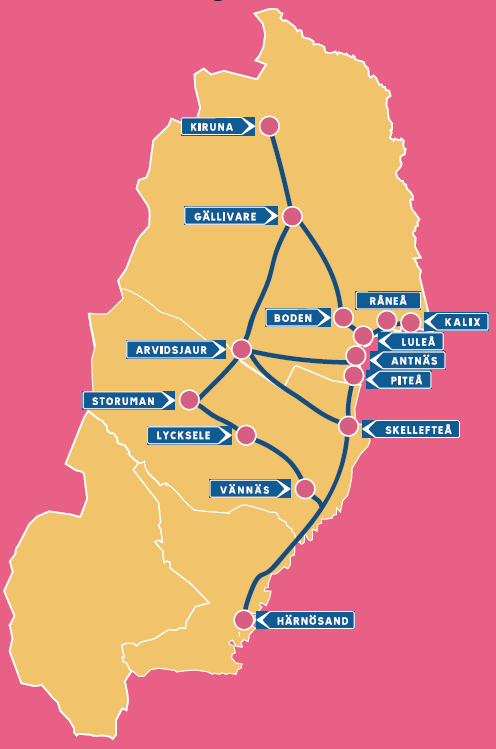 KIRUNA
GÄLLIVARE
RÅNEÅ
BODEN
KALIX
LULEÅ
ARVIDSJAUR
ANTNÄS
PITEÅ
STORUMAN
SKELLEFTEÅ
LYCKSELE
VÄNNÄS
HÄRNÖSAND